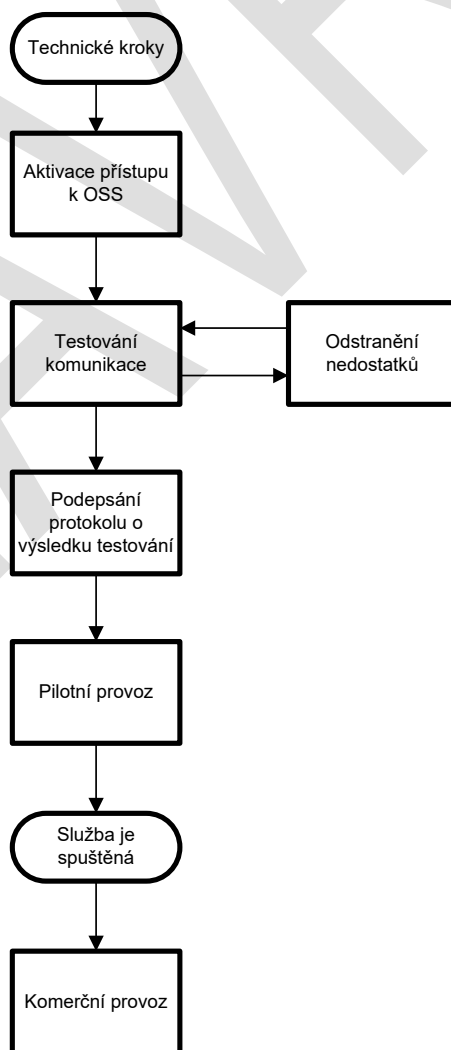 Technické kroky
Aktivace přístupu
k OSS
Testování
komunikace
Odstranění
nedostatků
Podepsání
protokolu o
výsledku testování
Pilotní provoz
Služba je
spuštěná
Komerční provoz